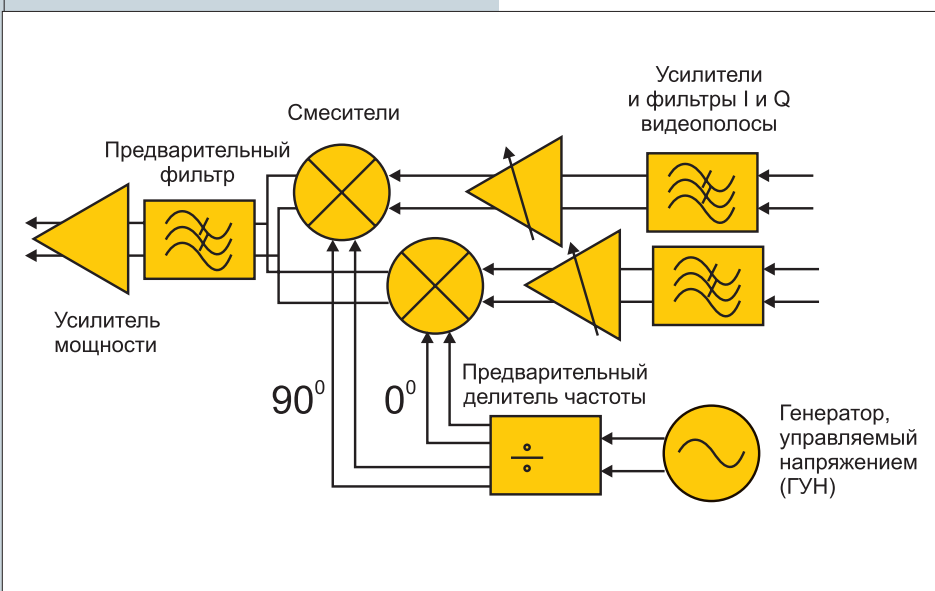 Усилители
и фильтры I и Q
видеополосы
Смесители
Предварительный
фильтр
Усилитель
мощности
90⁰
0⁰
Предварительный
делитель частоты
Генератор,
управляемый
напряжением
(ГУН)